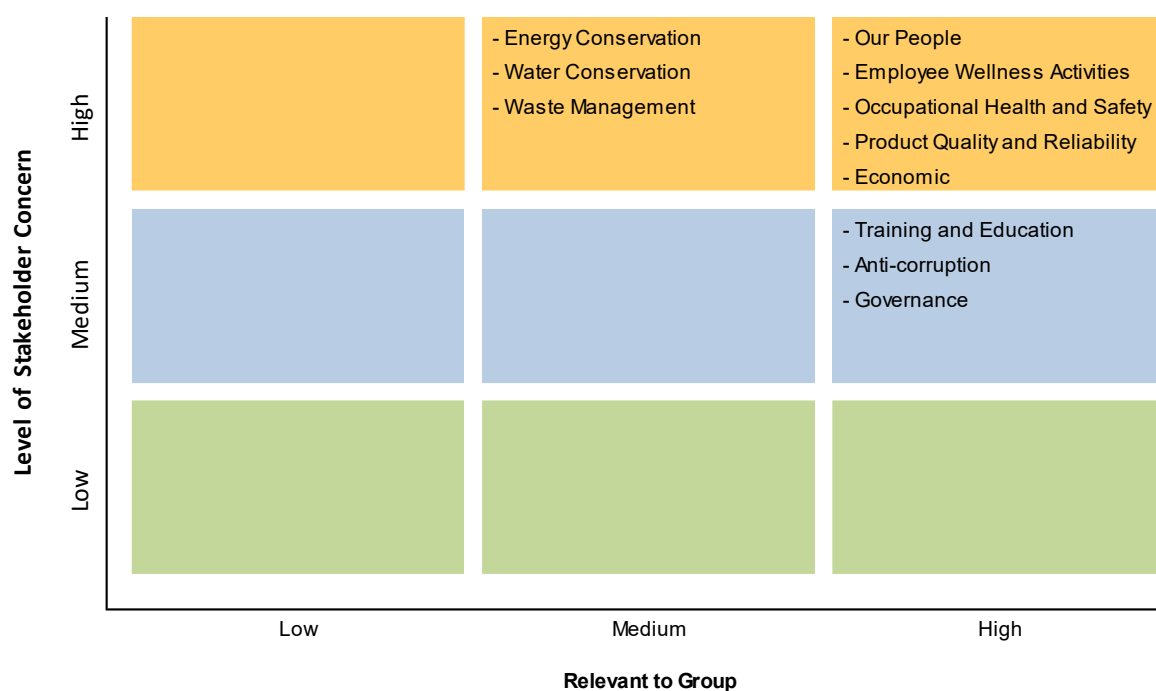 Level of Stakeholder Concern
High
- Energy Conservation
- Water Conservation
- Waste Management
- Our People
- Employee Wellness Activities
- Occupational Health and Safety
- Product Quality and Reliability
- Economic
Medium
- Training and Education
- Anti-corruption
- Governance
Low
Low
Medium
High
Relevant to Group